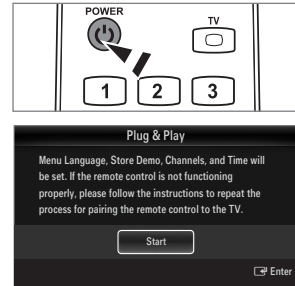 POWER
TV
1 2 3
Plug & Play
Menu Language, Store Demo, Channels, and Time will
be set. If the remote control is not functioning
properly, please follow the instructions to repeat the
process for pairing the remote control to the TV.
Start
Enter